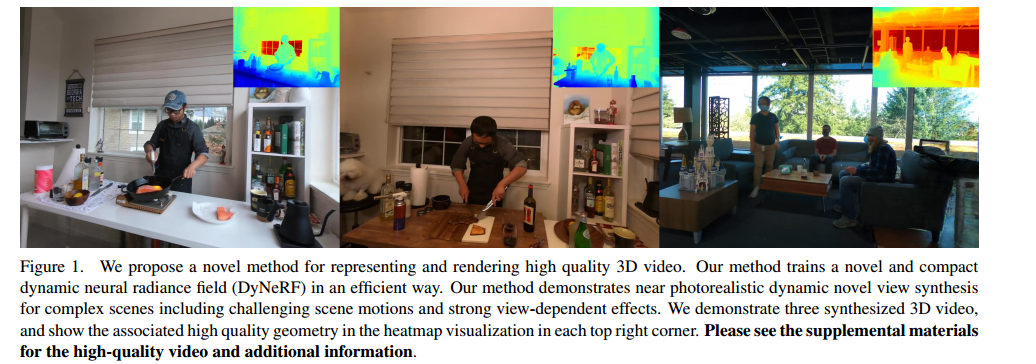 Figure 1. We propose a novel method for representing and rendering high quality 3D video. Our method trains a novel and compact
dynamic neural radiance field (DyNeRF) in an efficient way. Our method demonstrates near photorealistic dynamic novel view synthesis
for complex scenes including challenging scene motions and strong view-dependent effects. We demonstrate three synthesized 3D video,
and show the associated high quality geometry in the heatmap visualization in each top right corner. Please see the supplemental materials
for the high-quality video and additional information.